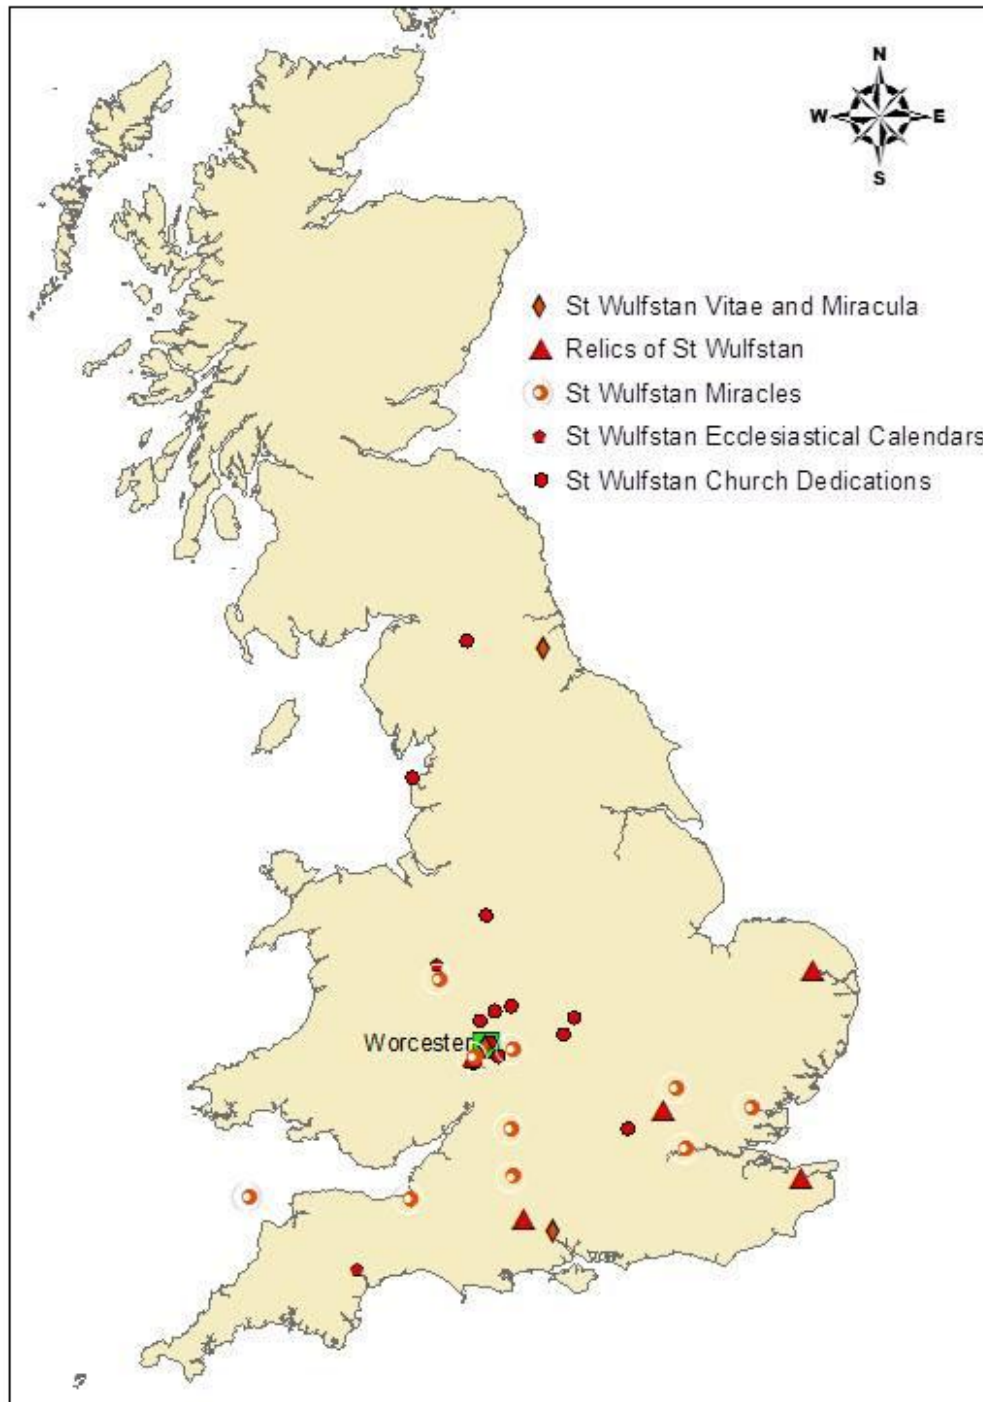 N
W E
S
St Wulfstan Vitae and Miracula
Relics of St Wulfstan
St Wulfstan Miracles
St Wulfstan Ecclesiastical Calendars
St Wulfstan Church Dedications
Worcester